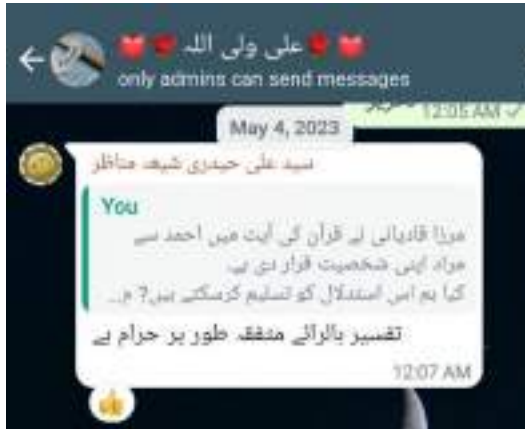 علی ولی اللہ
only admins can send messages
12:05 AM
May 4, 2023
سید علی حیدری شیعہ مناظر
You
مرزا قادیانی نے قرآن کی آیت میں احمد سے
مراد اپنی شخصیت قرار دی ہے
کیا ہم اس استدلال کو تسلیم کرسکتے ہیں? م...
تفسیر بالرائے متفقہ طور پر حرام ہے
12:07 AM